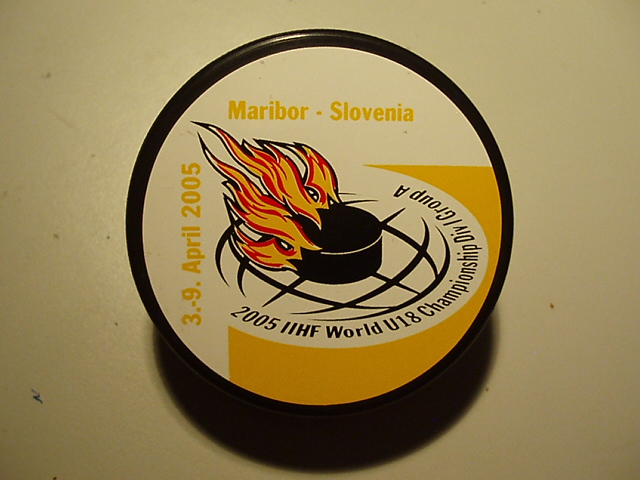 Maribor - Slovenia
3.-9. April 2005
2005 IIHF World U18 Championship Div I Group A